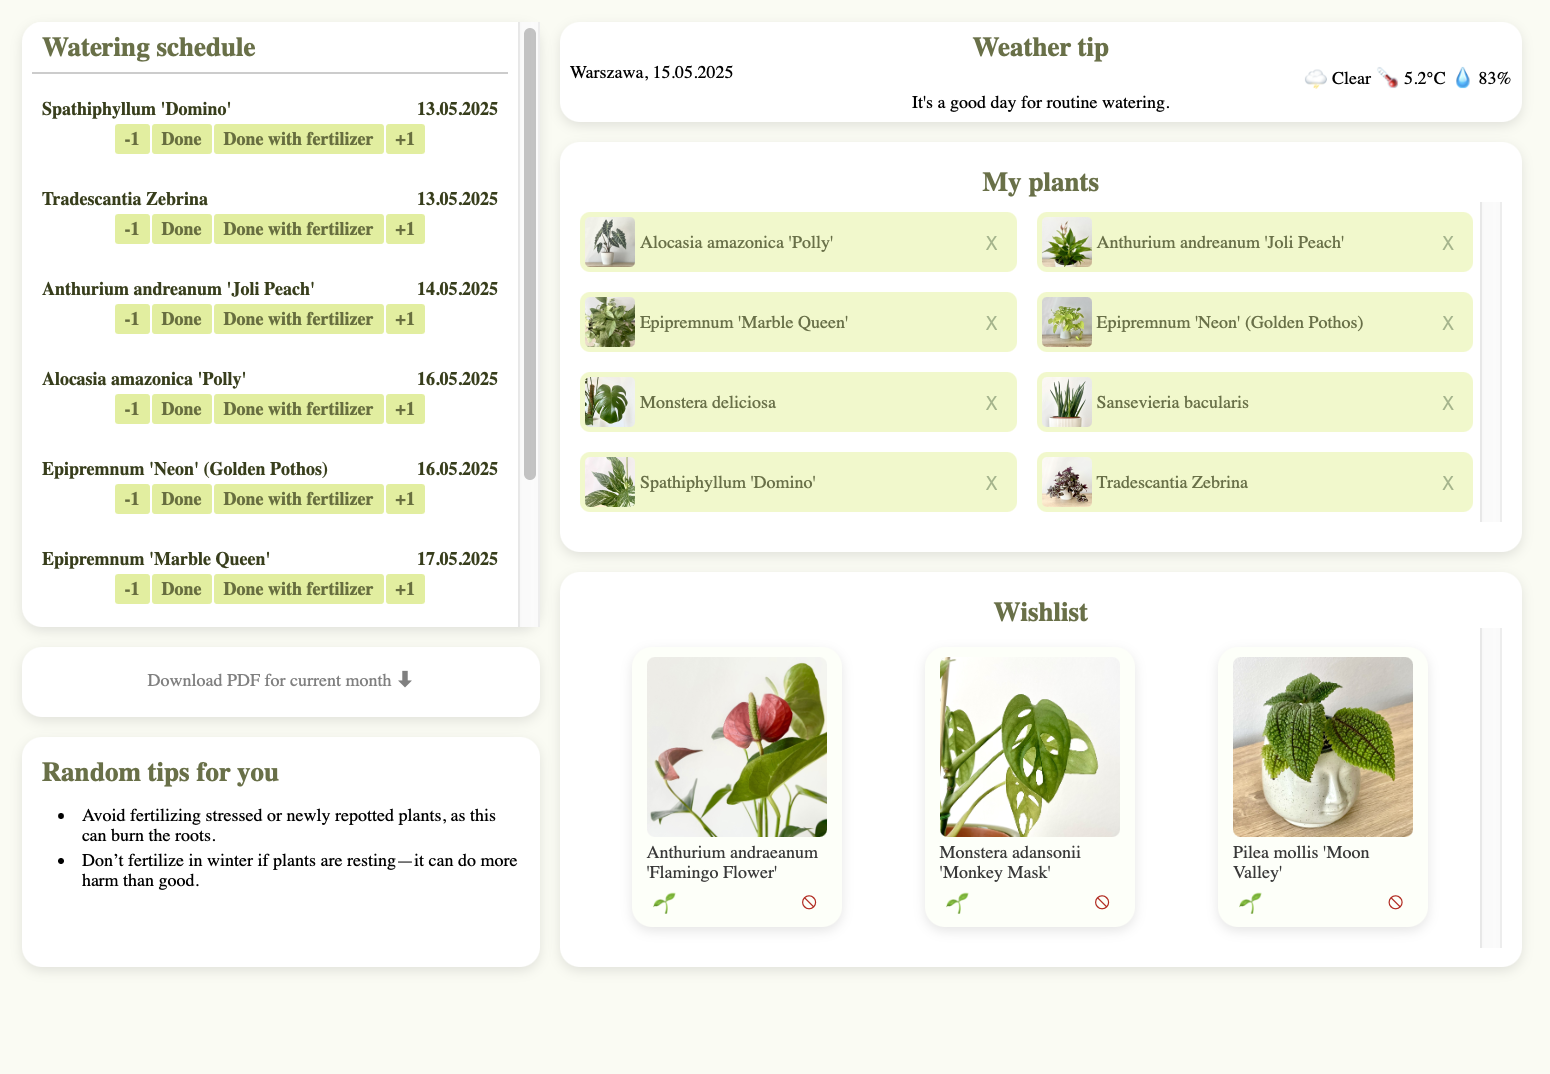 Watering schedule
Spathiphyllum 'Domino' 13.05.2025
-1 Done Done with fertilizer +1
Tradescantia Zebrina 13.05.2025
-1 Done Done with fertilizer +1
Anthurium andreanum 'Joli Peach' 14.05.2025
-1 Done Done with fertilizer +1
Alocasia amazonica 'Polly' 16.05.2025
-1 Done Done with fertilizer +1
Epipremnum 'Neon' (Golden Pothos) 16.05.2025
-1 Done Done with fertilizer +1
Epipremnum 'Marble Queen' 17.05.2025
-1 Done Done with fertilizer +1
Download PDF for current month ⬇
Random tips for you
• Avoid fertilizing stressed or newly repotted plants, as this
can burn the roots.
• Don’t fertilize in winter if plants are resting—it can do more
harm than good.
Weather tip
Warszawa, 15.05.2025
🌩️ Clear 🌡️ 5.2°C 💧 83%
It's a good day for routine watering.
My plants
Alocasia amazonica 'Polly' X
Anthurium andreanum 'Joli Peach' X
Epipremnum 'Marble Queen' X
Epipremnum 'Neon' (Golden Pothos) X
Monstera deliciosa X
Sansevieria bacularis X
Spathiphyllum 'Domino' X
Tradescantia Zebrina X
Wishlist
Anthurium andraeanum
'Flamingo Flower'
Monstera adansonii
'Monkey Mask'
Pilea mollis 'Moon
Valley'